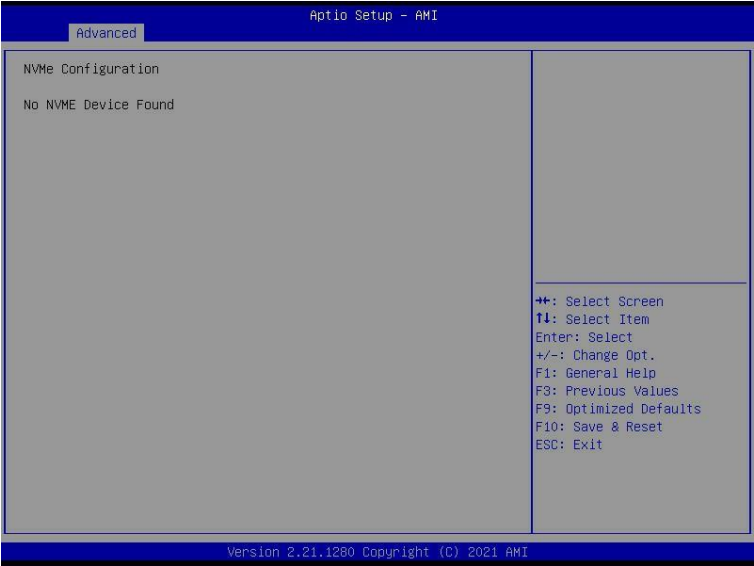 Aptio Setup – AMI
Advanced
NVMe Configuration
No NVME Device Found
→←: Select Screen
↑↓: Select Item
Enter: Select
+/-: Change Opt.
F1: General Help
F3: Previous Values
F9: Optimized Defaults
F10: Save & Reset
ESC: Exit
Version 2.21.1280 Copyright (C) 2021 AMI